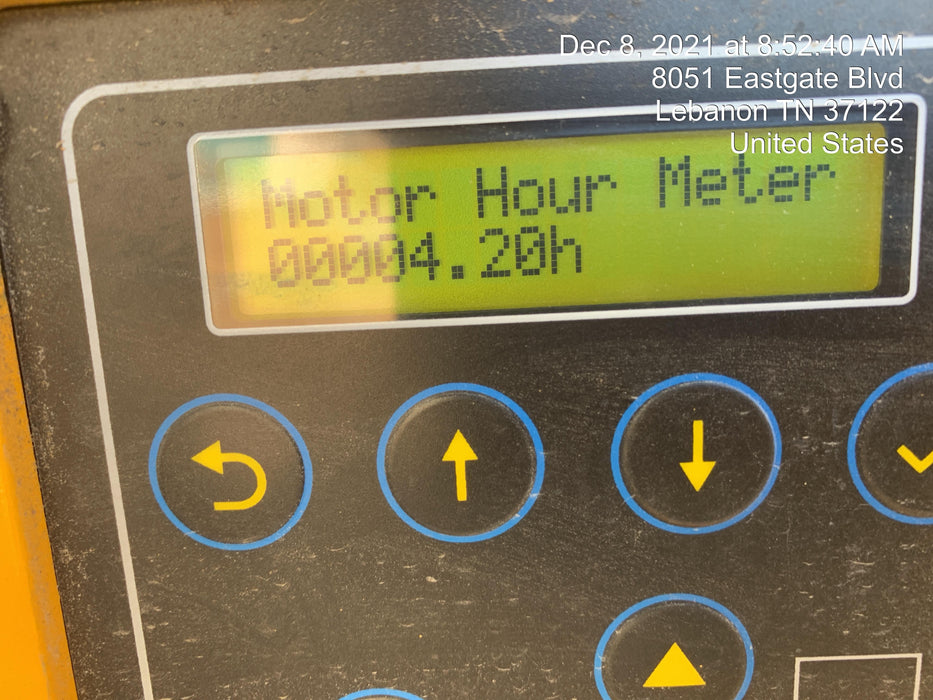 Dec 8, 2021 at 8:52:40 AM
8051 Eastgate Blvd
Lebanon TN 37122
United States
Motor Hour Meter
00004.20h